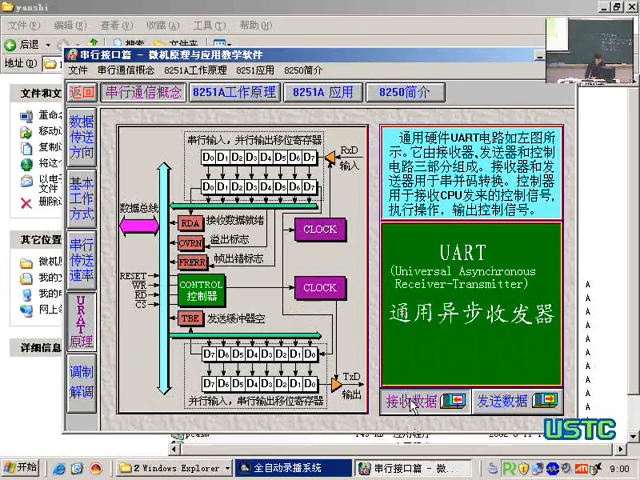 yanshi
文件(F) 编辑(E) 查看(V) 收藏(A) 工具(T) 帮助(H)
后退 搜索 文件夹
地址(D)
串行接口篇 - 微机原理与应用教学软件
文件 串行通信概念 8251A工作原理 8251应用 8250简介
返回 串行通信概念 8251A工作原理 8251A 应用 8250简介
文件和文
重命名
移动
复制
将这个
以电子
删除
其它位置
微机原
我的文
我的电
网上邻
详细信息
数据传送方向
基本工作方式
串行传送速率
URAT原理
调制解调
串行输入，并行输出移位寄存器
D₀ D₁ D₂ D₃ D₄ D₅ D₆ D₇
RxD
输入
D₀ D₁ D₂ D₃ D₄ D₅ D₆ D₇
数据总线
RDA 接收数据就绪
OVRN 溢出标志
FRERR 帧出错标志
CLOCK
RESET
WR
RD
CS
CONTROL
控制器
CLOCK
TBE 发送缓冲器空
D₇ D₆ D₅ D₄ D₃ D₂ D₁ D₀
D₇ D₆ D₅ D₄ D₃ D₂ D₁ D₀
TxD
输出
并行输入，串行输出移位寄存器
通用硬件UART电路如左图所
示。它由接收器、发送器和控制
电路三部分组成。接收器和发
送器用于串并码转换。控制器
用于接收CPU发来的控制信号,
执行操作，输出控制信号。
UART
(Universal Asynchronous
Receiver-Transmitter)
通用异步收发器
接收数据 发送数据
A
A
A
A
A
A
A
USTC
开始 2 Windows Explorer 全自动录播系统 串行接口篇 - 微... 9:00